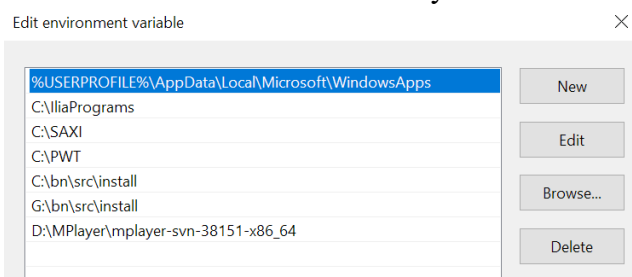 Edit environment variable
%USERPROFILE%\AppData\Local\Microsoft\WindowsApps
New
C:\IliaPrograms
C:\SAXI
Edit
C:\PWT
C:\bn\src\install
Browse...
G:\bn\src\install
D:\MPlayer\mplayer-svn-38151-x86_64
Delete